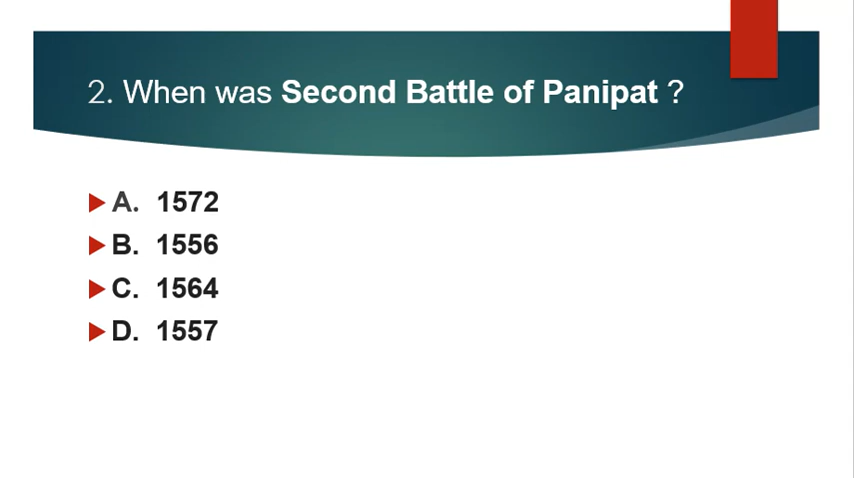 2. When was Second Battle of Panipat ?
A. 1572
B. 1556
C. 1564
D. 1557